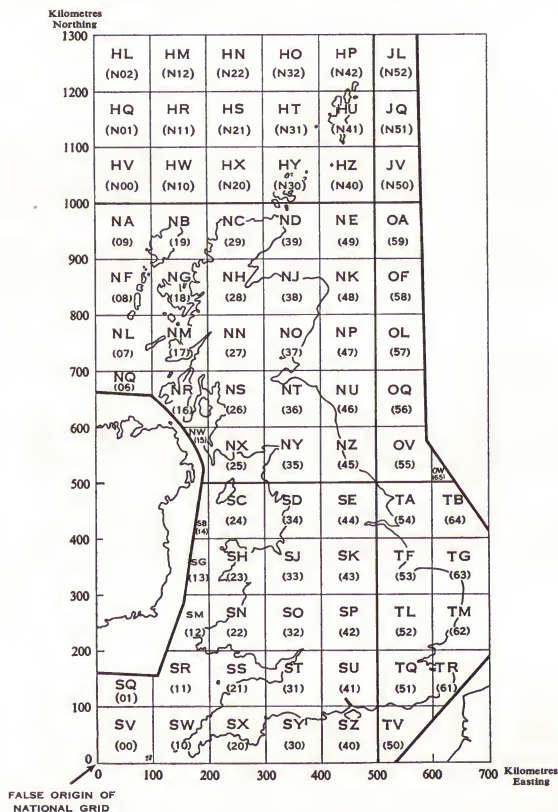 Kilometres
Northing
1300
HL HM HN HO HP JL
(N02) (N12) (N22) (N32) (N42) (N52)
1200
HQ HR HS HT HU JQ
(N01) (N11) (N21) (N31) (N41) (N51)
1100
HV HW HX HY HZ JV
(N00) (N10) (N20) (N30) (N40) (N50)
1000
NA NB NC ND NE OA
(09) (19) (29) (39) (49) (59)
900
NF NG NH NJ NK OF
(08) (18) (28) (38) (48) (58)
800
NL NM NN NO NP OL
(07) (17) (27) (37) (47) (57)
700
NQ NR NS NT NU OQ
(06) (16) (26) (36) (46) (56)
600
NW NX NY NZ OV OW
(15) (25) (35) (45) (55) (65)
500
SB SC SD SE TA TB
(14) (24) (34) (44) (54) (64)
400
SG SH SJ SK TF TG
(13) (23) (33) (43) (53) (63)
300
SM SN SO SP TL TM
(12) (22) (32) (42) (52) (62)
200
SQ SR SS ST SU TQ TR
(01) (11) (21) (31) (41) (51) (61)
100
SV SW SX SY SZ TV
(00) (10) (20) (30) (40) (50)
0
0 100 200 300 400 500 600 700
Kilometres
Easting
FALSE ORIGIN OF
NATIONAL GRID